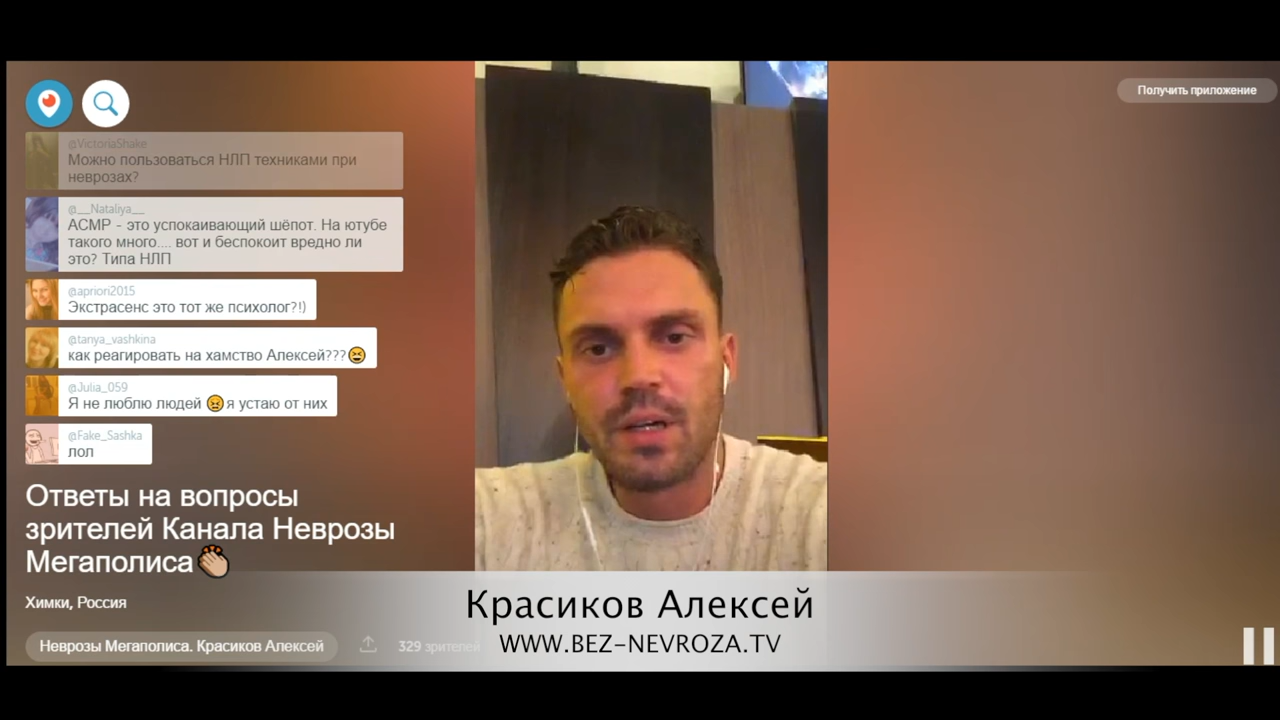 Получить приложение
@VictoriaShake
Можно пользоваться НЛП техниками при
неврозах?
@__Nataliya__
АСМР - это успокаивающий шёпот. На ютубе
такого много.... вот и беспокоит вредно ли
это? Типа НЛП
@apriori2015
Экстрасенс это тот же психолог?!)
@tanya_vashkina
как реагировать на хамство Алексей???😆
@Julia_059
Я не люблю людей 😣я устаю от них
@Fake_Sashka
лол
Ответы на вопросы
зрителей Канала Неврозы
Мегаполиса👏🏼
Химки, Россия
Неврозы Мегаполиса. Красиков Алексей
329 зрителей
Красиков Алексей
WWW.BEZ-NEVROZA.TV